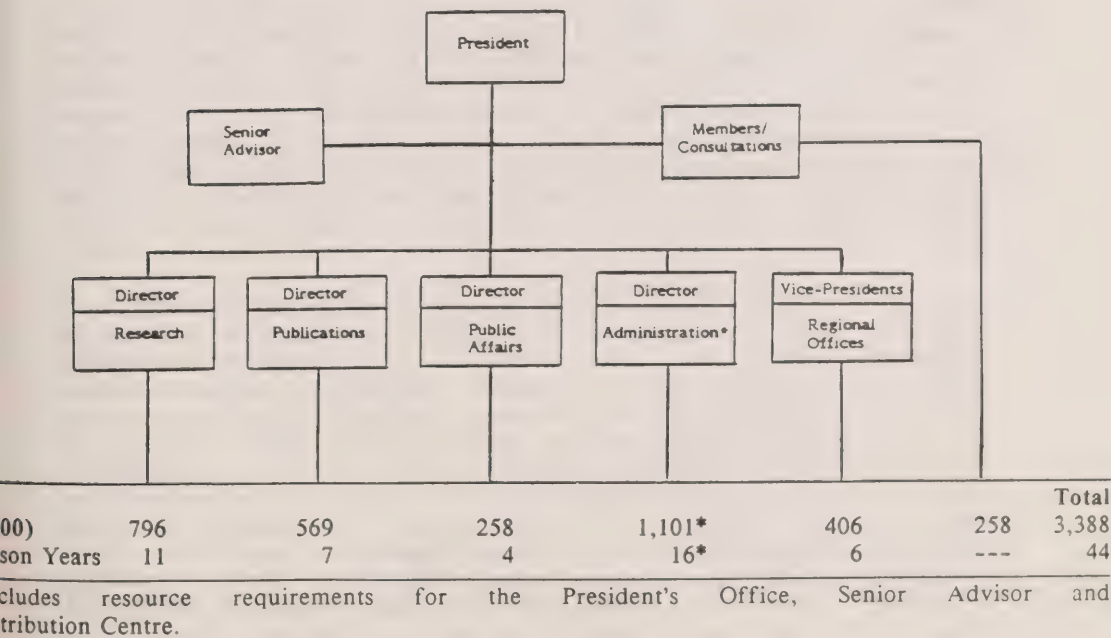 President
Senior
Advisor
Members/
Consultations
Director
Research
Director
Publications
Director
Public
Affairs
Director
Administration*
Vice-Presidents
Regional
Offices
Total
00) 796 569 258 1,101* 406 258 3,388
son Years 11 7 4 16* 6 --- 44
cludes resource requirements for the President's Office, Senior Advisor and
tribution Centre.